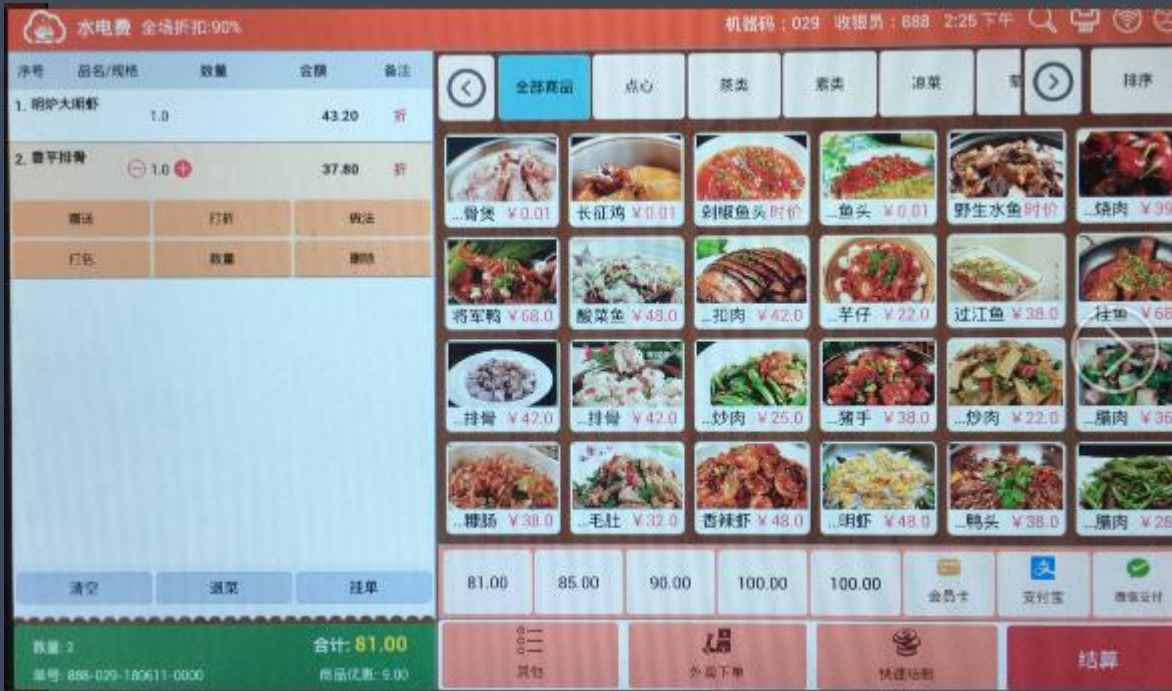 水电费 全场折扣:90%
机器码：029 收银员：888 2:25 下午
序号 品名/规格 数量 金额 备注
1. 明炉大明虾
1.0 43.20 折
2. 香芋排骨
1.0 37.80 折
赠送 打折 做法
打包 数量 删除
清空 退菜 挂单
数量: 2 合计: 81.00
单号: 888-029-180611-0000 商品优惠: 9.00
全部商品 点心 蒸类 素类 凉菜 排序
...骨煲 ￥0.01 长征鸡 ￥0.01 剁椒鱼头 时价 ...鱼头 ￥0.01 野生水鱼 时价 ...烧肉 ￥39
将军鸭 ￥68.0 酸菜鱼 ￥48.0 ...扣肉 ￥42.0 ...芋仔 ￥22.0 过江鱼 ￥38.0 ...桂鱼 ￥68
...排骨 ￥42.0 ...排骨 ￥42.0 ...炒肉 ￥25.0 ...猪手 ￥38.0 ...炒肉 ￥22.0 ...腊肉 ￥36
...糠肠 ￥38.0 ...毛肚 ￥32.0 香辣虾 ￥48.0 ...明虾 ￥48.0 ...鸭头 ￥38.0 ...腊肉 ￥28
81.00 85.00 90.00 100.00 100.00 会员卡 支付宝 微信支付
其他 外卖下单 快速结账 结算